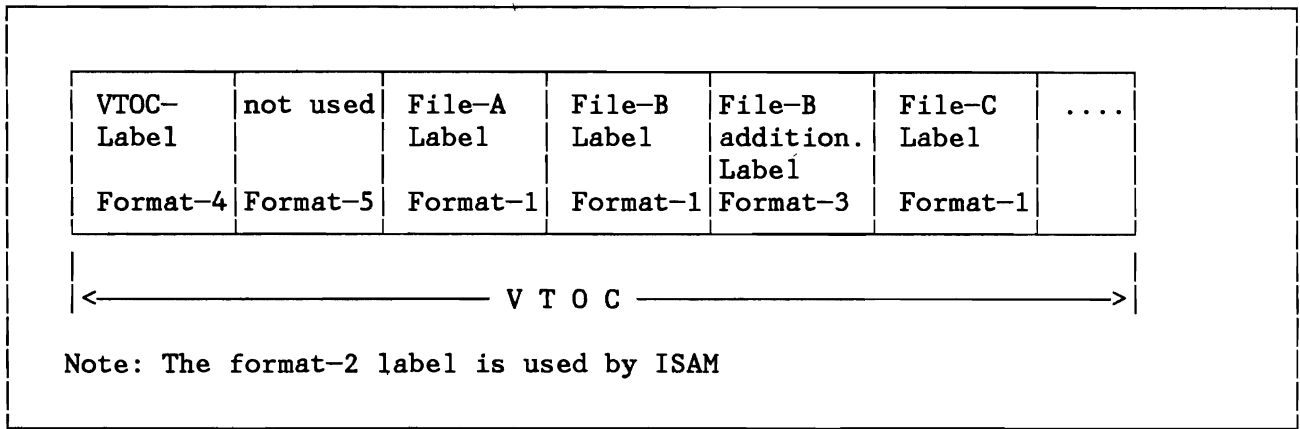 VTOC— not used File—A File—B File—B File—C ....
Label Label Label addition. Label
Label
Format—4 Format—5 Format—1 Format—1 Format—3 Format—1
|<———————————— V T O C ————————————>|
Note: The format—2 label is used by ISAM